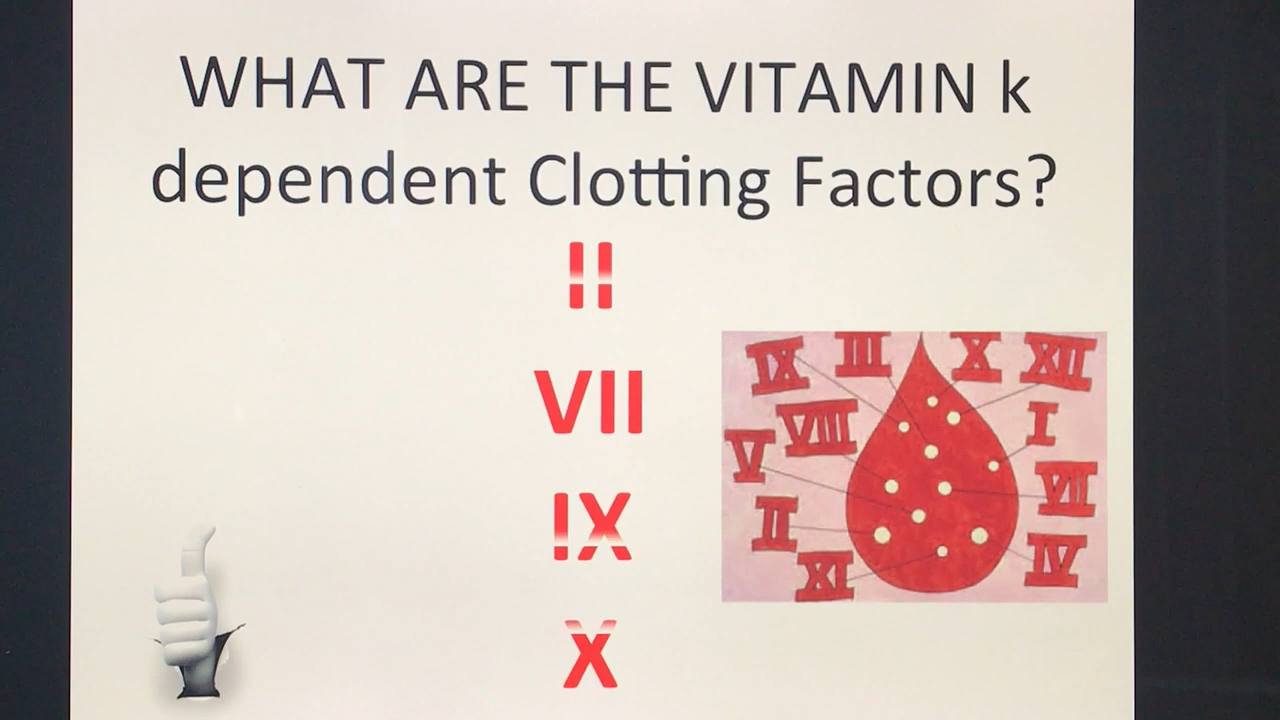 WHAT ARE THE VITAMIN k
dependent Clotting Factors?
II
VII
IX
X
IX III X XII
VIII I
V VII
II IV
XI